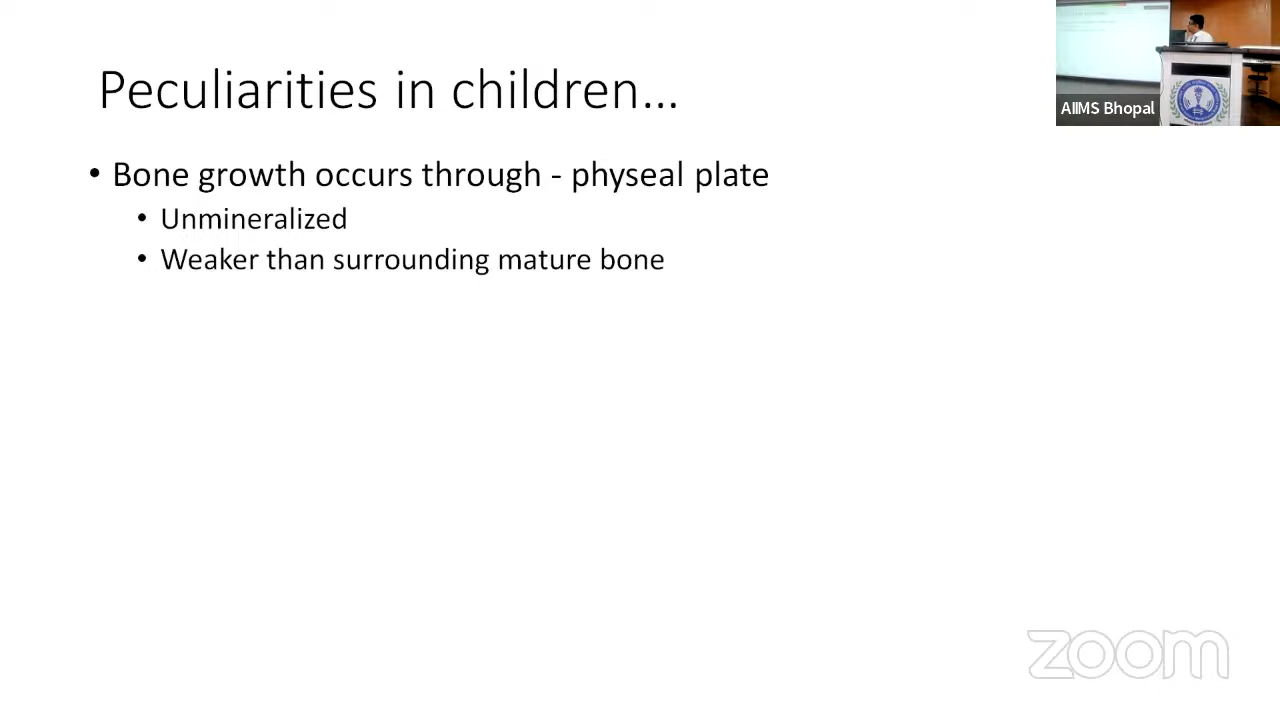 Peculiarities in children...
• Bone growth occurs through - physeal plate
• Unmineralized
• Weaker than surrounding mature bone
AIIMS Bhopal
zoom